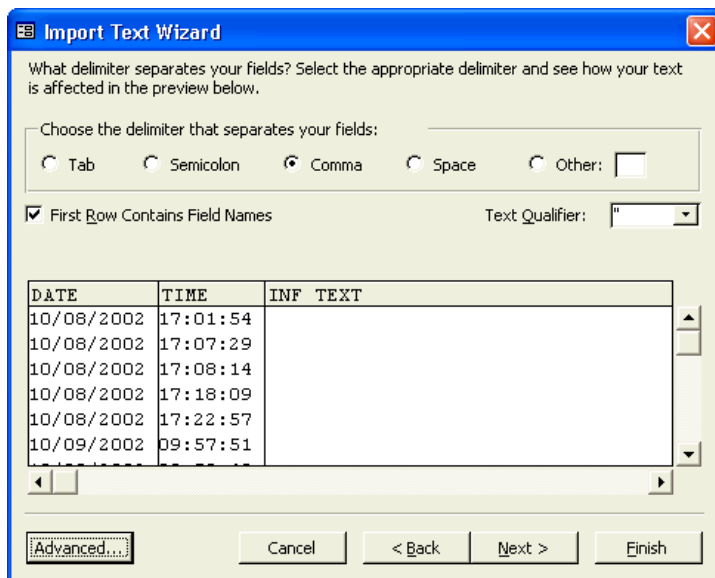 Import Text Wizard
What delimiter separates your fields? Select the appropriate delimiter and see how your text
is affected in the preview below.
Choose the delimiter that separates your fields:
Tab Semicolon Comma Space Other:
First Row Contains Field Names Text Qualifier: "
DATE TIME INF TEXT
10/08/2002 17:01:54
10/08/2002 17:07:29
10/08/2002 17:08:14
10/08/2002 17:18:09
10/08/2002 17:22:57
10/09/2002 09:57:51
Advanced... Cancel < Back Next > Finish